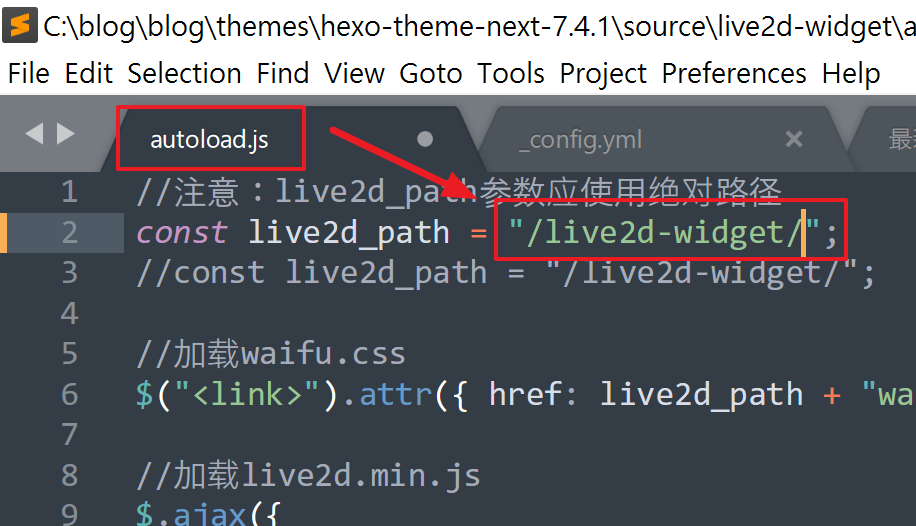 C:\blog\blog\themes\hexo-theme-next-7.4.1\source\live2d-widget\a
File Edit Selection Find View Goto Tools Project Preferences Help
autoload.js _config.yml 最新
1 //注意：live2d_path参数应使用绝对路径
2 const live2d_path = "/live2d-widget/";
3 //const live2d_path = "/live2d-widget/";
4
5 //加载waifu.css
6 $("<link>").attr({ href: live2d_path + "wa
7
8 //加载live2d.min.js
9 $.ajax({